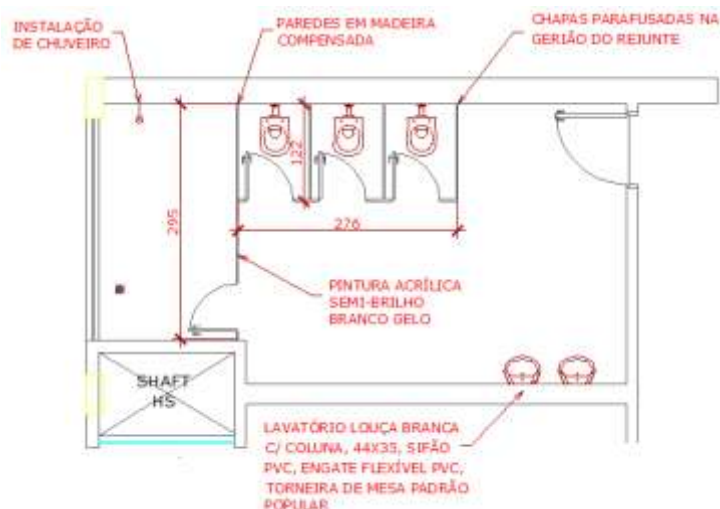 INSTALAÇÃO
DE CHUVEIRO
PAREDES EM MADEIRA
COMPENSADA
CHAPAS PARAFUSADAS NA
GERIÃO DO REJUNTE
122
295
276
PINTURA ACRÍLICA
SEMI-BRILHO
BRANCO GELO
SHAFT
HS
LAVATÓRIO LOUÇA BRANCA
C/ COLUNA, 44X35, SIFÃO
PVC, ENGATE FLEXÍVEL PVC,
TORNEIRA DE MESA PADRÃO
POPULAR